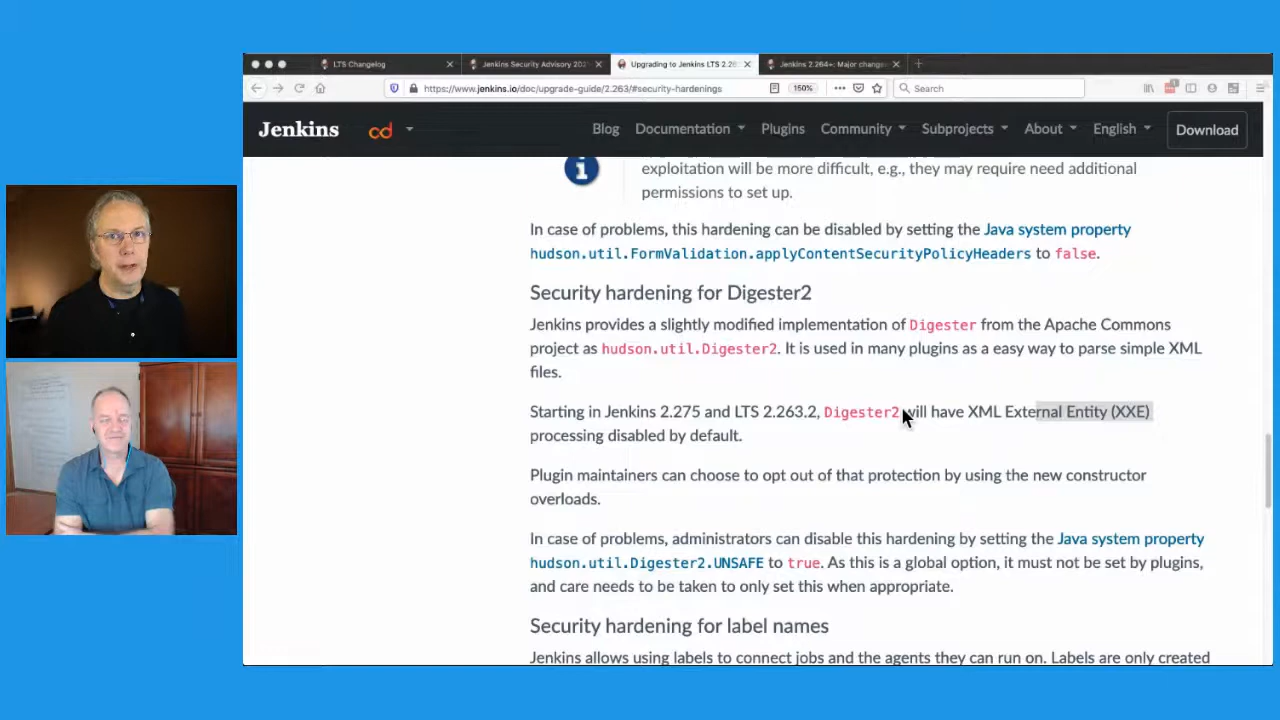 LTS Changelog
Jenkins Security Advisory 202
Upgrading to Jenkins LTS 2.26
Jenkins 2.264+: Major change
https://www.jenkins.io/doc/upgrade-guide/2.263/#security-hardenings
150%
Search
Jenkins
cd
Blog
Documentation
Plugins
Community
Subprojects
About
English
Download
exploitation will be more difficult, e.g., they may require need additional
permissions to set up.
In case of problems, this hardening can be disabled by setting the Java system property
hudson.util.FormValidation.applyContentSecurityPolicyHeaders to false.
Security hardening for Digester2
Jenkins provides a slightly modified implementation of Digester from the Apache Commons
project as hudson.util.Digester2. It is used in many plugins as a easy way to parse simple XML
files.
Starting in Jenkins 2.275 and LTS 2.263.2, Digester2 will have XML External Entity (XXE)
processing disabled by default.
Plugin maintainers can choose to opt out of that protection by using the new constructor
overloads.
In case of problems, administrators can disable this hardening by setting the Java system property
hudson.util.Digester2.UNSAFE to true. As this is a global option, it must not be set by plugins,
and care needs to be taken to only set this when appropriate.
Security hardening for label names
Jenkins allows using labels to connect jobs and the agents they can run on. Labels are only created